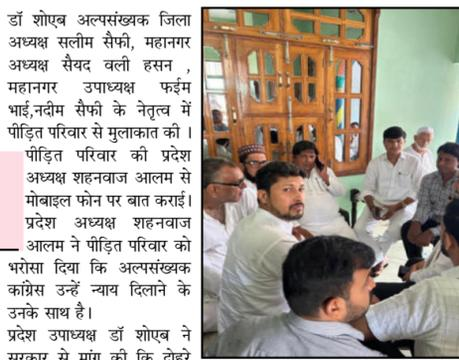 डॉ शोएब अल्पसंख्यक जिला
अध्यक्ष सलीम सैफी, महानगर
अध्यक्ष सैयद वली हसन ,
महानगर उपाध्यक्ष फईम
भाई,नदीम सैफी के नेतृत्व में
पीड़ित परिवार से मुलाकात की ।
पीड़ित परिवार की प्रदेश
अध्यक्ष शहनवाज आलम से
मोबाइल फोन पर बात कराई।
प्रदेश अध्यक्ष शहनवाज
आलम ने पीड़ित परिवार को
भरोसा दिया कि अल्पसंख्यक
कांग्रेस उन्हें न्याय दिलाने के
उनके साथ है।
प्रदेश उपाध्यक्ष डॉ शोएब ने
सरकार से मांग की कि दोहरे